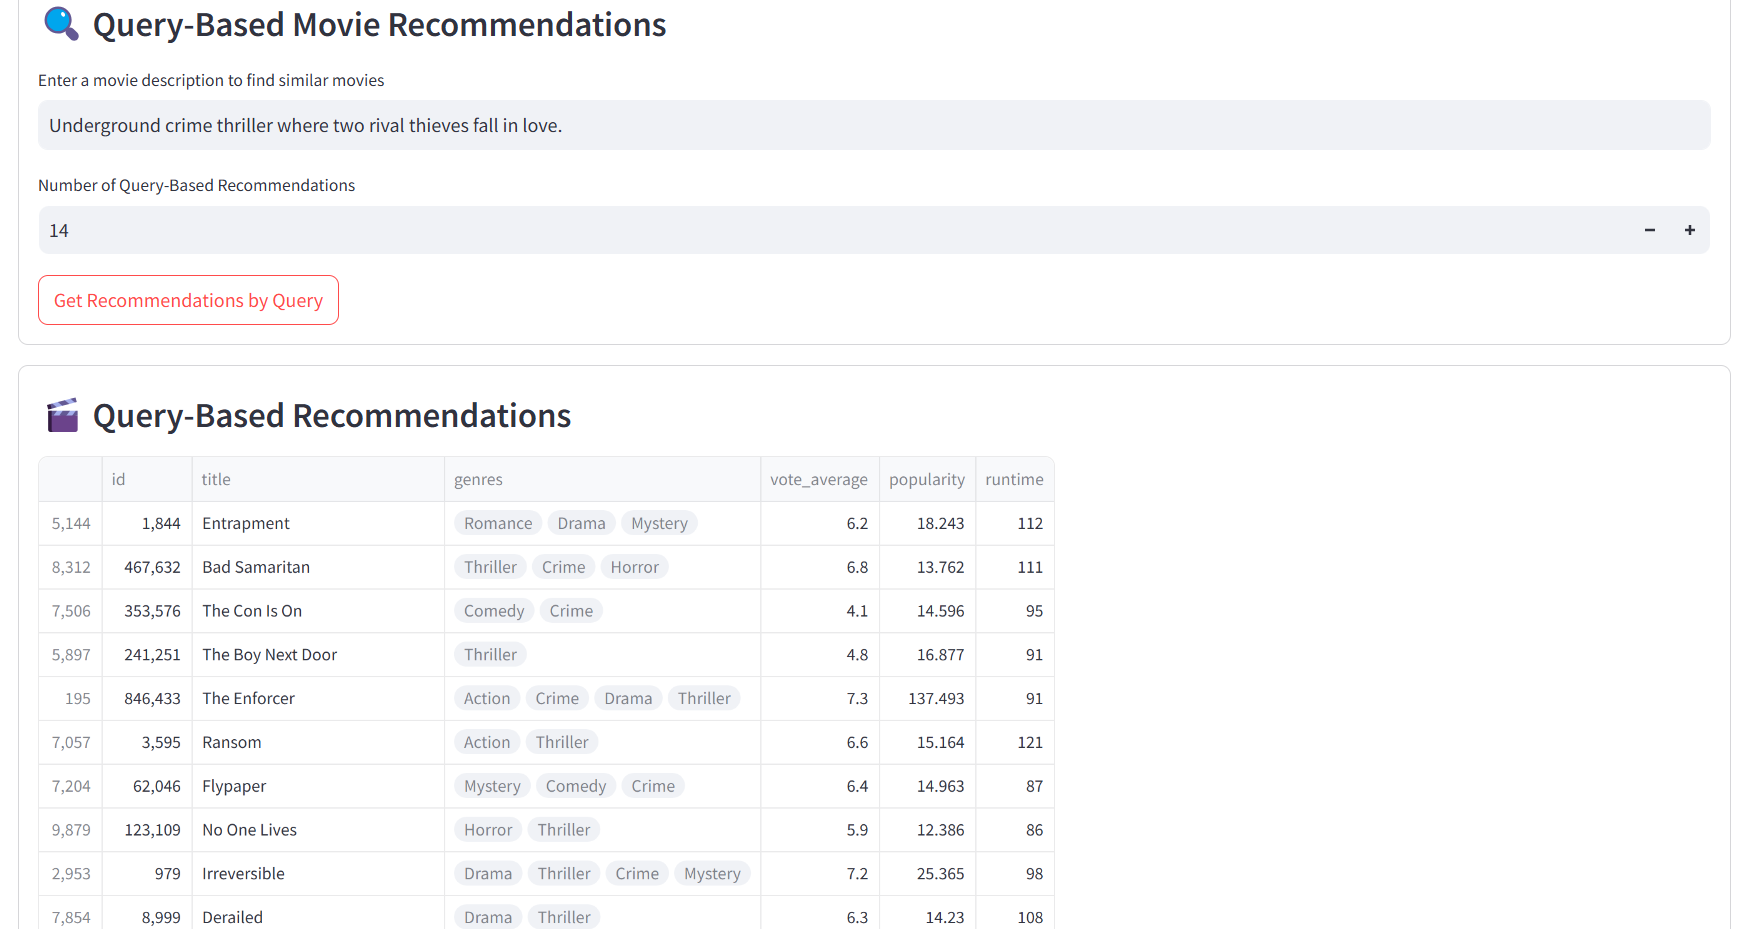 Query-Based Movie Recommendations
Enter a movie description to find similar movies
Underground crime thriller where two rival thieves fall in love.
Number of Query-Based Recommendations
14 − +
Get Recommendations by Query
Query-Based Recommendations
id title genres vote_average popularity runtime
5,144 1,844 Entrapment Romance Drama Mystery 6.2 18.243 112
8,312 467,632 Bad Samaritan Thriller Crime Horror 6.8 13.762 111
7,506 353,576 The Con Is On Comedy Crime 4.1 14.596 95
5,897 241,251 The Boy Next Door Thriller 4.8 16.877 91
195 846,433 The Enforcer Action Crime Drama Thriller 7.3 137.493 91
7,057 3,595 Ransom Action Thriller 6.6 15.164 121
7,204 62,046 Flypaper Mystery Comedy Crime 6.4 14.963 87
9,879 123,109 No One Lives Horror Thriller 5.9 12.386 86
2,953 979 Irreversible Drama Thriller Crime Mystery 7.2 25.365 98
7,854 8,999 Derailed Drama Thriller 6.3 14.23 108